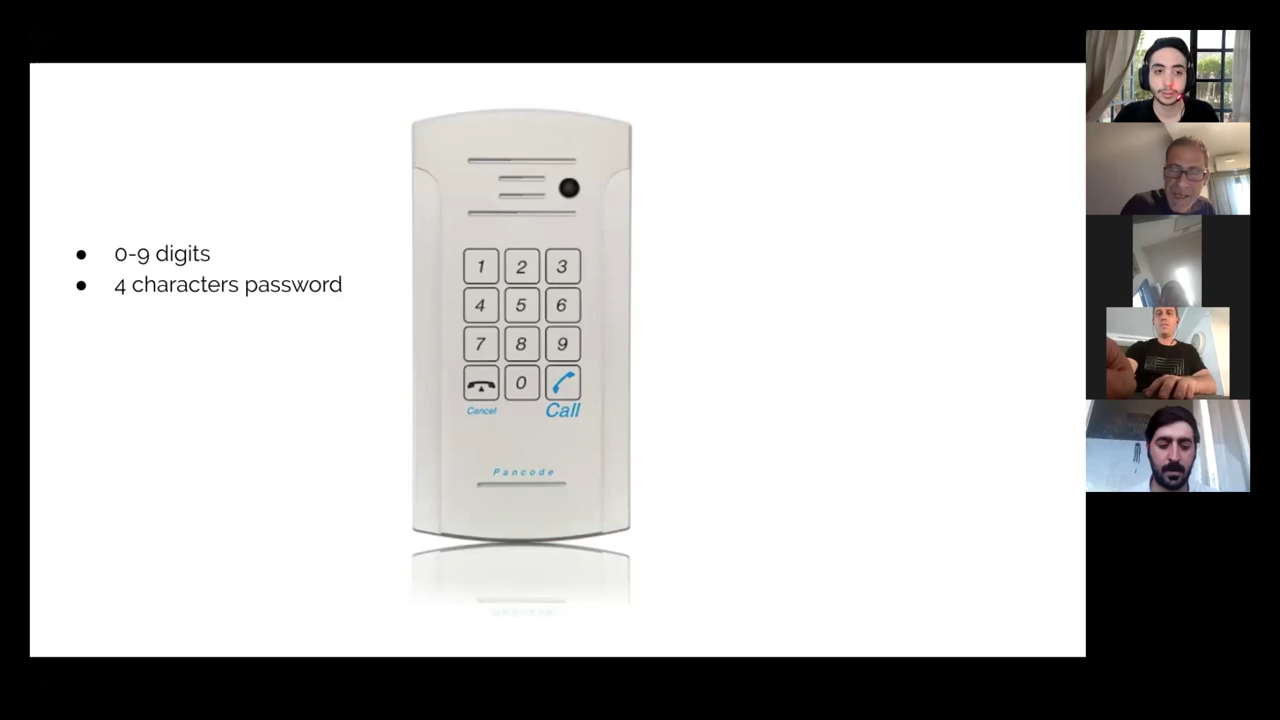 0-9 digits
4 characters password
1 2 3
4 5 6
7 8 9
0
Cancel Call
Pancode